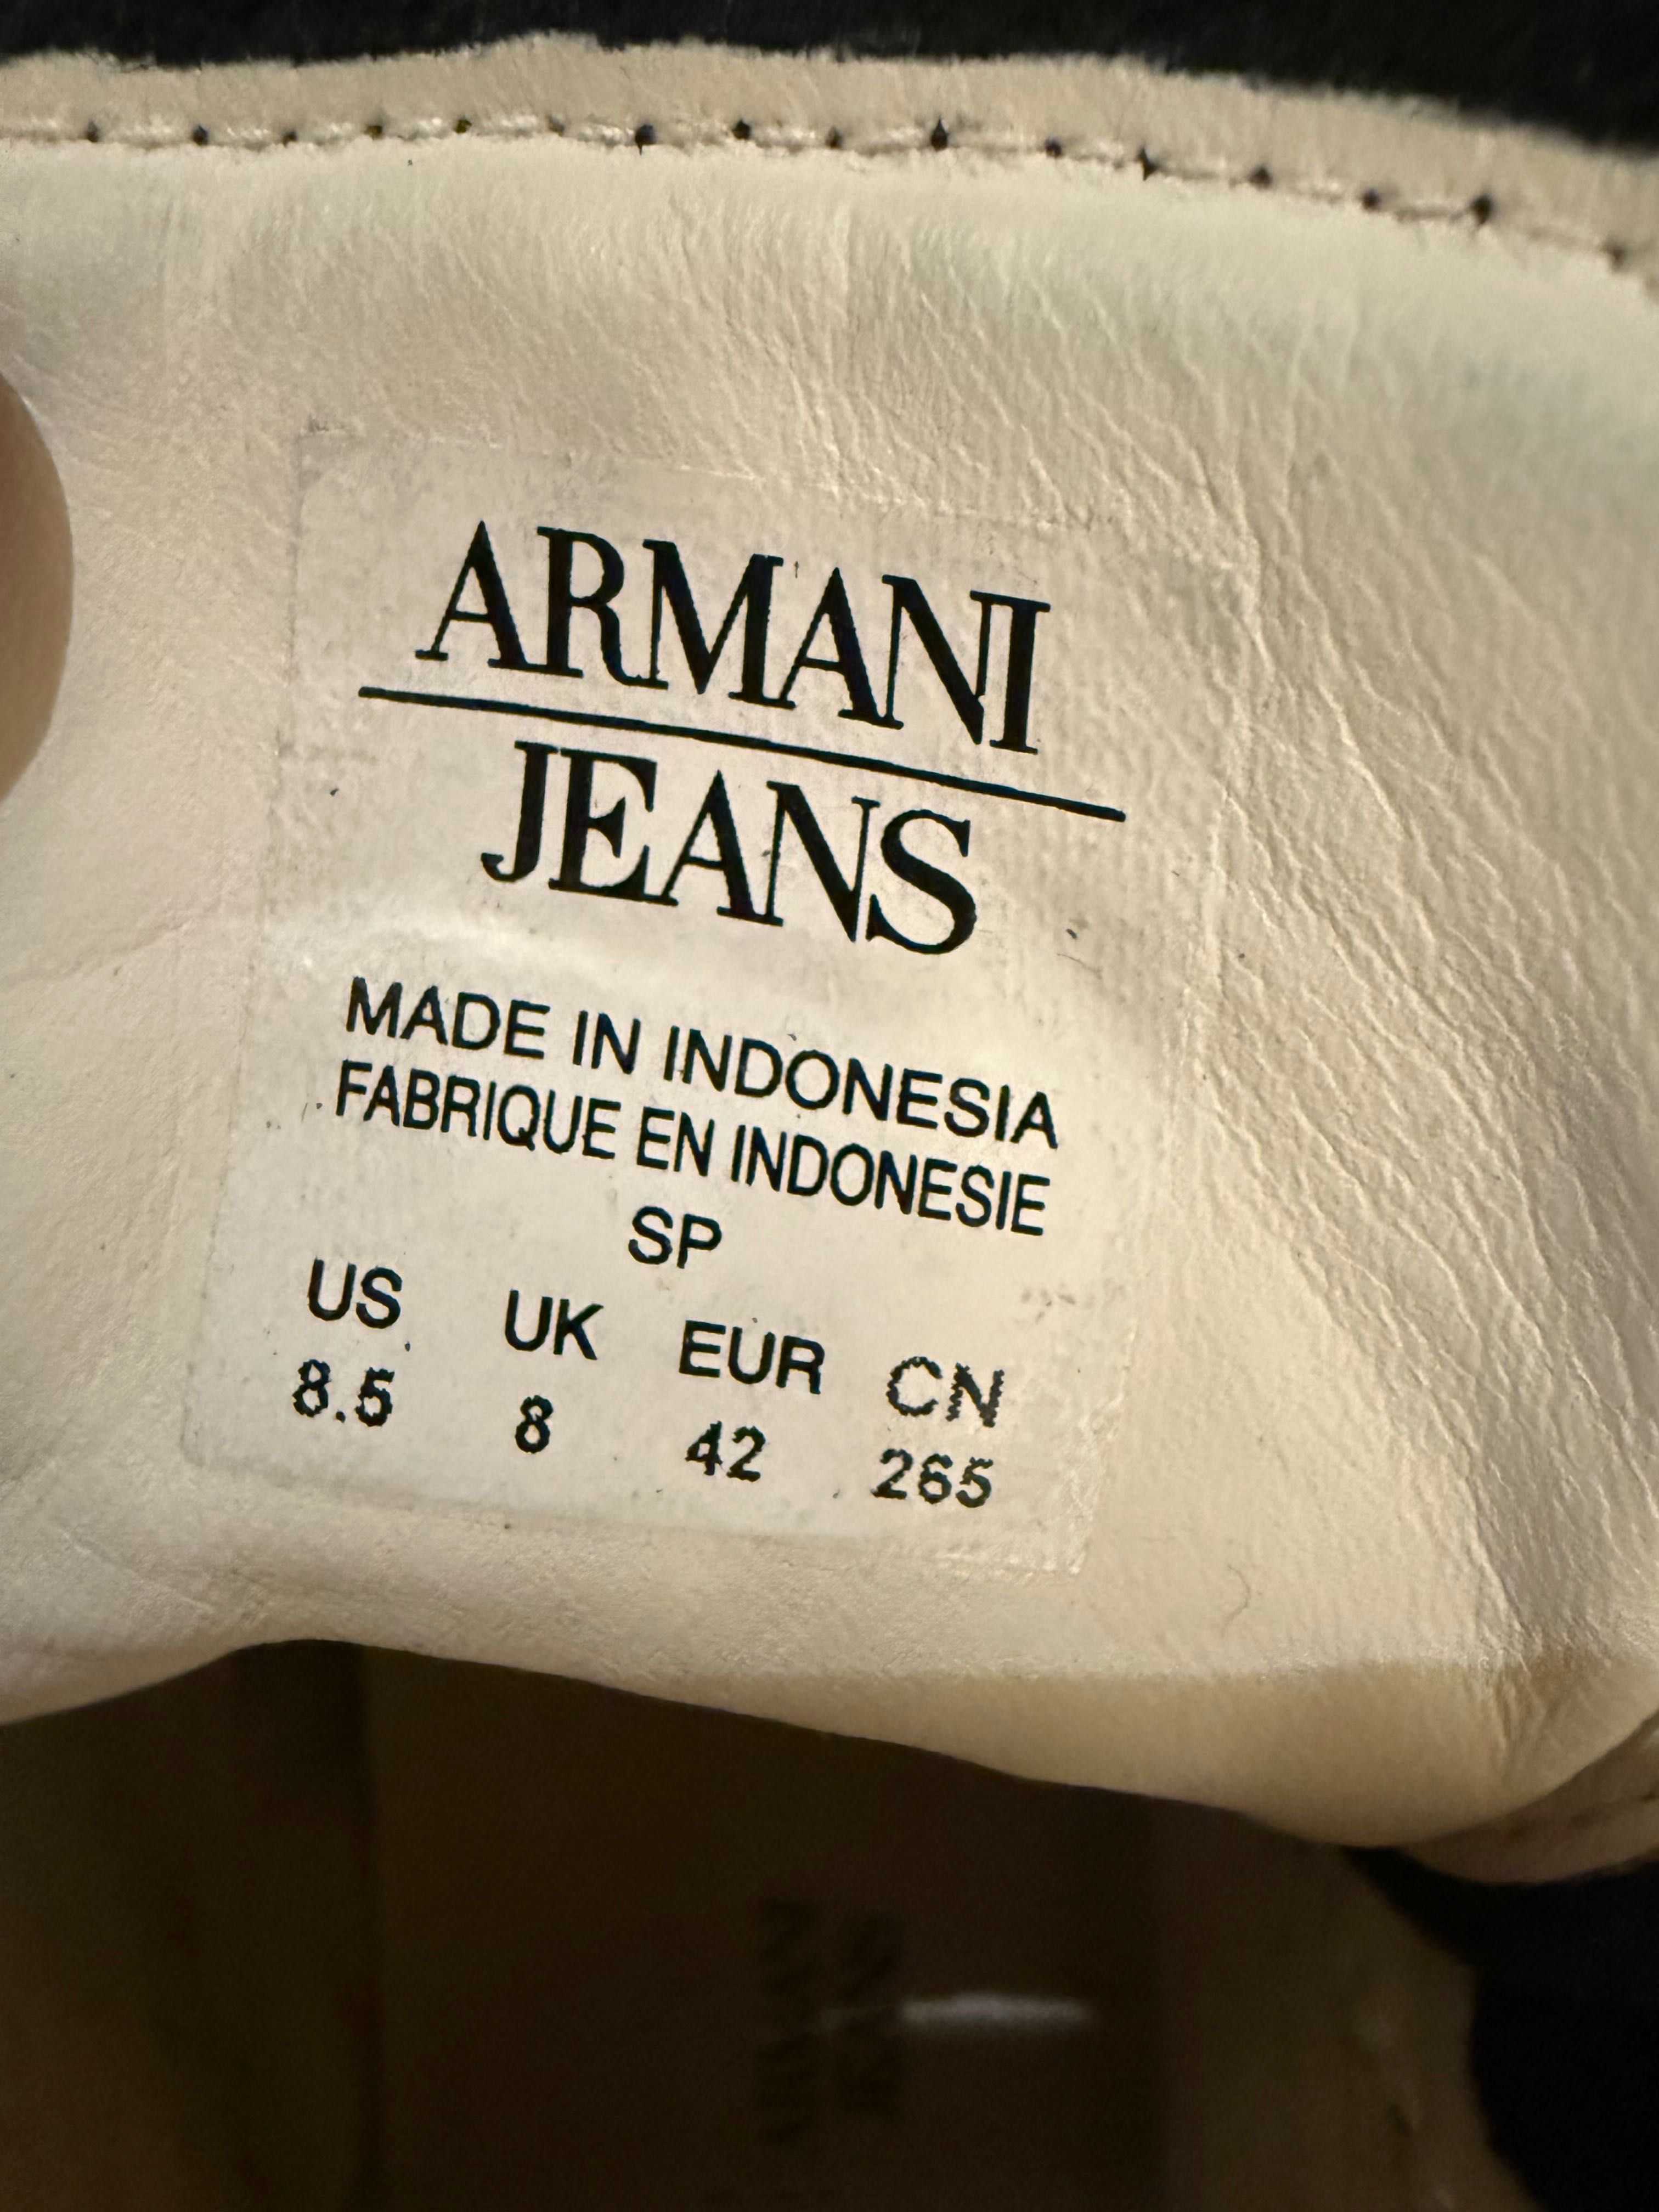 ARMANI
JEANS
MADE IN INDONESIA
FABRIQUE EN INDONESIE
SP
US UK EUR CN
8.5 8 42 265